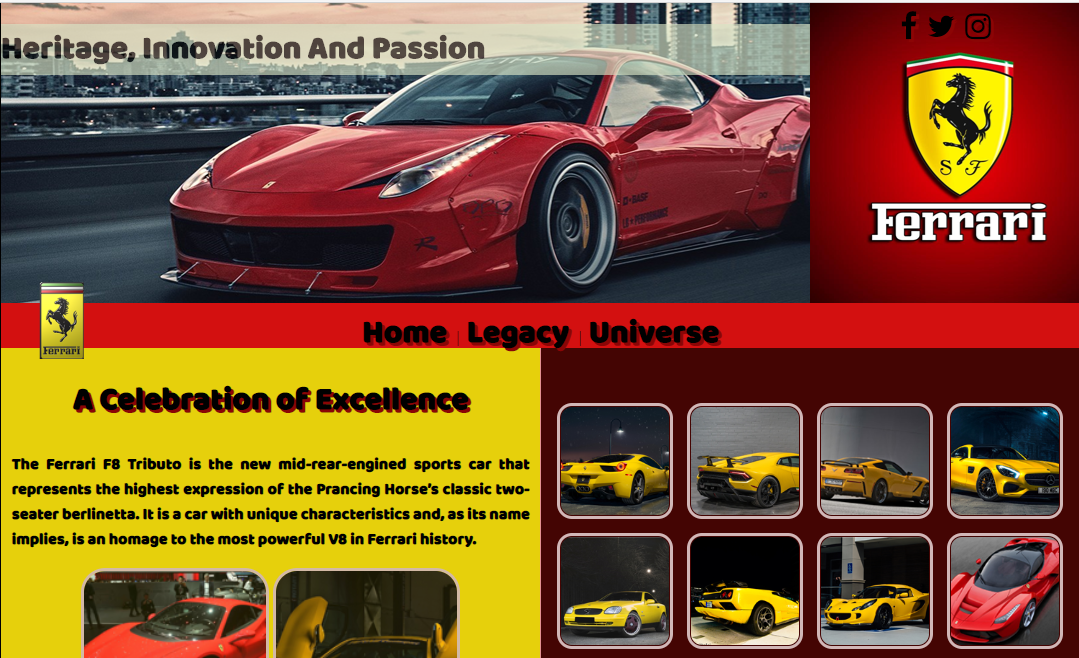 Heritage, Innovation And Passion
S F
Ferrari
Ferrari
Home | Legacy | Universe
A Celebration of Excellence
The Ferrari F8 Tributo is the new mid-rear-engined sports car that
represents the highest expression of the Prancing Horse’s classic two-
seater berlinetta. It is a car with unique characteristics and, as its name
implies, is an homage to the most powerful V8 in Ferrari history.